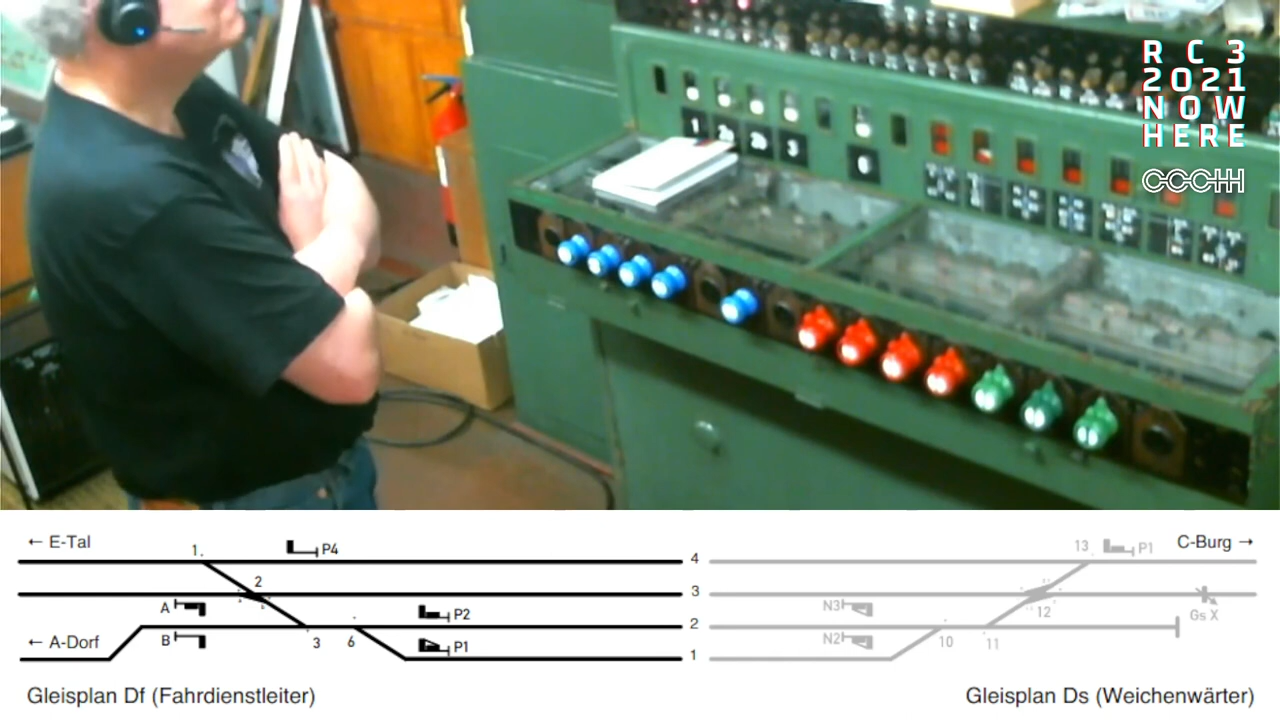 R C 3
2021
NOW
HERE
CCCHH
1
2a
2b
3
6
← E-Tal
1
P4
4
13
P1
C-Burg →
2
3
A
P2
N3
12
Gs X
2
← A-Dorf
B
3
6
P1
N2
10
11
1
Gleisplan Df (Fahrdienstleiter)
Gleisplan Ds (Weichenwärter)